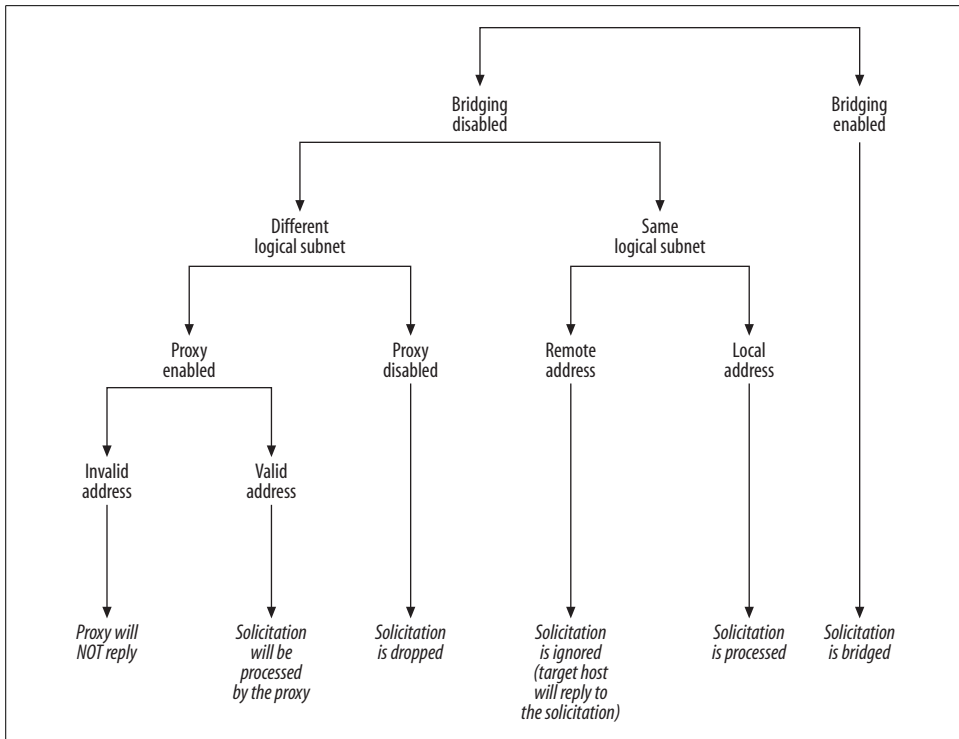 Bridging
disabled
Bridging
enabled
Different
logical subnet
Same
logical subnet
Proxy
enabled
Proxy
disabled
Remote
address
Local
address
Invalid
address
Valid
address
Proxy will
NOT reply
Solicitation
will be
processed
by the proxy
Solicitation
is dropped
Solicitation
is ignored
(target host
will reply to
the solicitation)
Solicitation
is processed
Solicitation
is bridged